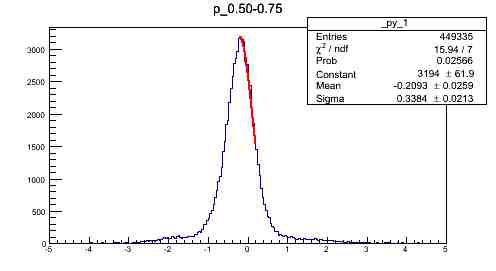 p_0.50-0.75
_py_1
Entries 449335
χ² / ndf 15.94 / 7
Prob 0.02566
Constant 3194 ± 61.9
Mean -0.2093 ± 0.0259
Sigma 0.3384 ± 0.0213
3000
2500
2000
1500
1000
500
0
-5 -4 -3 -2 -1 0 1 2 3 4 5